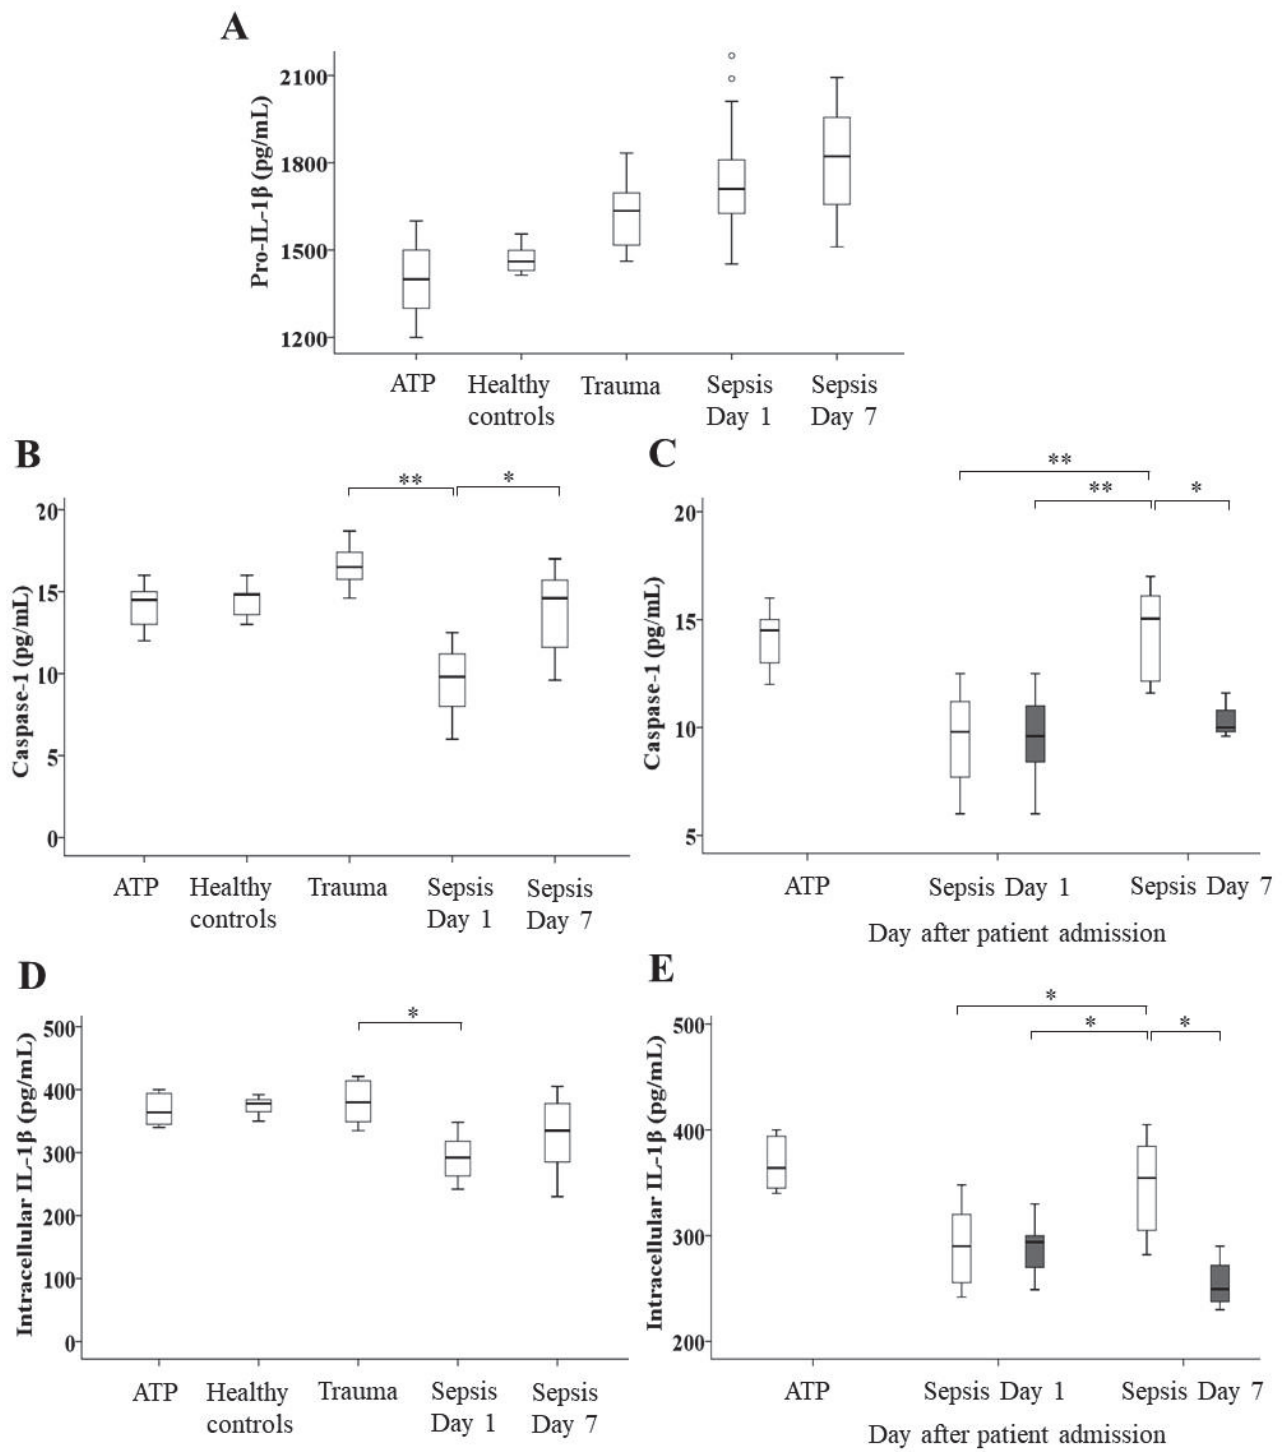 A
Pro-IL-1β (pg/mL)
2100
1800
1500
1200
ATP Healthy controls Trauma Sepsis Day 1 Sepsis Day 7
B
** *
Caspase-1 (pg/mL)
20
15
10
5
0
ATP Healthy controls Trauma Sepsis Day 1 Sepsis Day 7
C
**
** *
Caspase-1 (pg/mL)
20
15
10
5
ATP Sepsis Day 1 Sepsis Day 7
Day after patient admission
D
*
Intracellular IL-1β (pg/mL)
500
400
300
200
100
0
ATP Healthy controls Trauma Sepsis Day 1 Sepsis Day 7
E
*
* *
Intracellular IL-1β (pg/mL)
500
400
300
200
ATP Sepsis Day 1 Sepsis Day 7
Day after patient admission